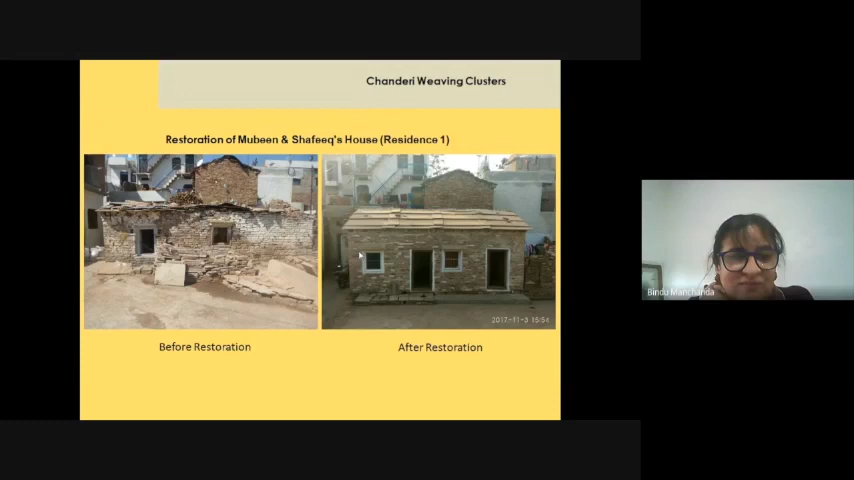 Chanderi Weaving Clusters
Restoration of Mubeen & Shafeeq's House (Residence 1)
2017-11-3 15:54
Before Restoration
After Restoration
Bindu Manchanda